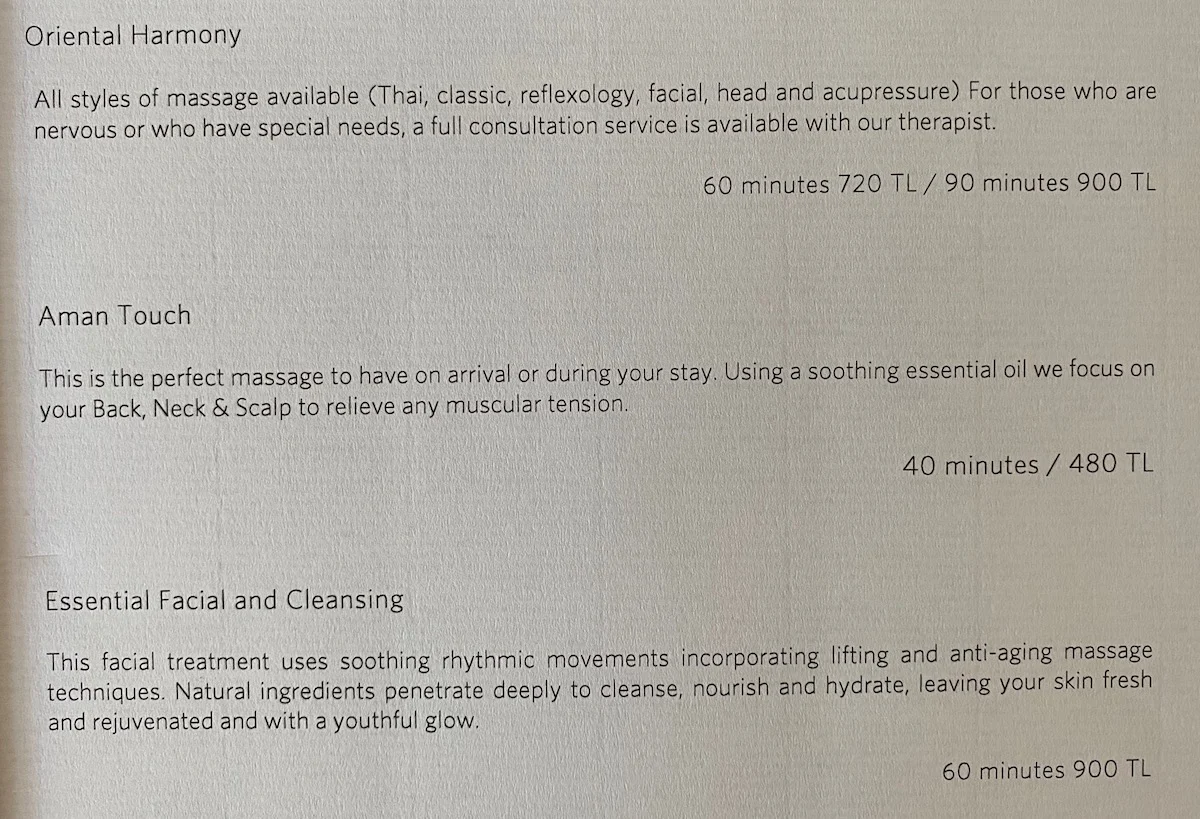 Oriental Harmony
All styles of massage available (Thai, classic, reflexology, facial, head and acupressure) For those who are
nervous or who have special needs, a full consultation service is available with our therapist.
60 minutes 720 TL / 90 minutes 900 TL
Aman Touch
This is the perfect massage to have on arrival or during your stay. Using a soothing essential oil we focus on
your Back, Neck & Scalp to relieve any muscular tension.
40 minutes / 480 TL
Essential Facial and Cleansing
This facial treatment uses soothing rhythmic movements incorporating lifting and anti-aging massage
techniques. Natural ingredients penetrate deeply to cleanse, nourish and hydrate, leaving your skin fresh
and rejuvenated and with a youthful glow.
60 minutes 900 TL